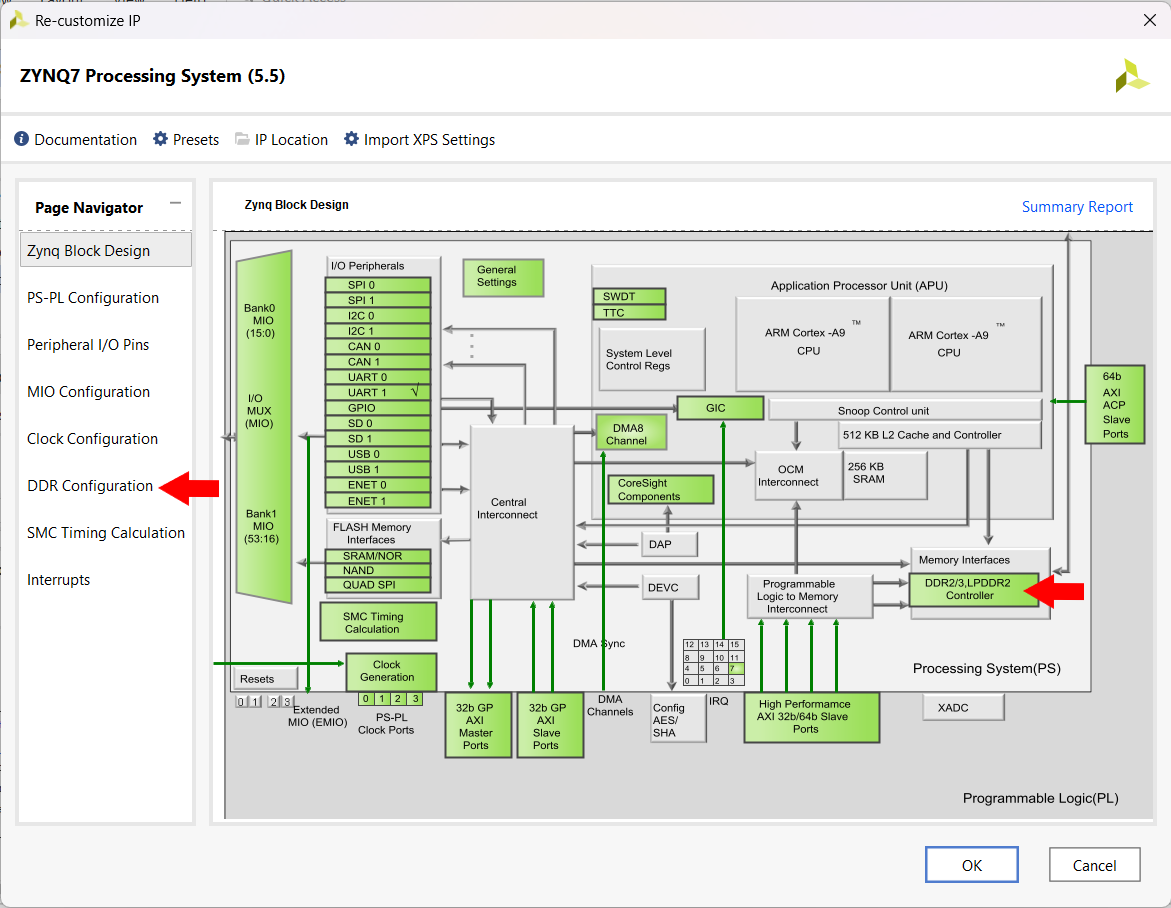 Re-customize IP
ZYNQ7 Processing System (5.5)
Documentation
Presets
IP Location
Import XPS Settings
Page Navigator
Zynq Block Design
PS-PL Configuration
Peripheral I/O Pins
MIO Configuration
Clock Configuration
DDR Configuration
SMC Timing Calculation
Interrupts
Zynq Block Design
Summary Report
Bank0
MIO
(15:0)
I/O
MUX
(MIO)
Bank1
MIO
(53:16)
I/O Peripherals
SPI 0
SPI 1
I2C 0
I2C 1
CAN 0
CAN 1
UART 0
UART 1 √
GPIO
SD 0
SD 1
USB 0
USB 1
ENET 0
ENET 1
FLASH Memory
Interfaces
SRAM/NOR
NAND
QUAD SPI
SMC Timing
Calculation
Clock
Generation
0 1 2 3
PS-PL
Clock Ports
Resets
0 1 2 3
Extended
MIO (EMIO)
General
Settings
Central
Interconnect
32b GP
AXI
Master
Ports
32b GP
AXI
Slave
Ports
DMA Sync
DMA
Channels
Application Processor Unit (APU)
SWDT
TTC
System Level
Control Regs
ARM Cortex -A9 ™
CPU
ARM Cortex -A9 ™
CPU
GIC
Snoop Control unit
DMA8
Channel
512 KB L2 Cache and Controller
OCM
Interconnect
256 KB
SRAM
CoreSight
Components
DAP
DEVC
64b
AXI
ACP
Slave
Ports
Memory Interfaces
DDR2/3,LPDDR2
Controller
Programmable
Logic to Memory
Interconnect
12 13 14 15
8 9 10 11
4 5 6 7
0 1 2 3
IRQ
Config
AES/
SHA
High Performamce
AXI 32b/64b Slave
Ports
Processing System(PS)
XADC
Programmable Logic(PL)
OK
Cancel